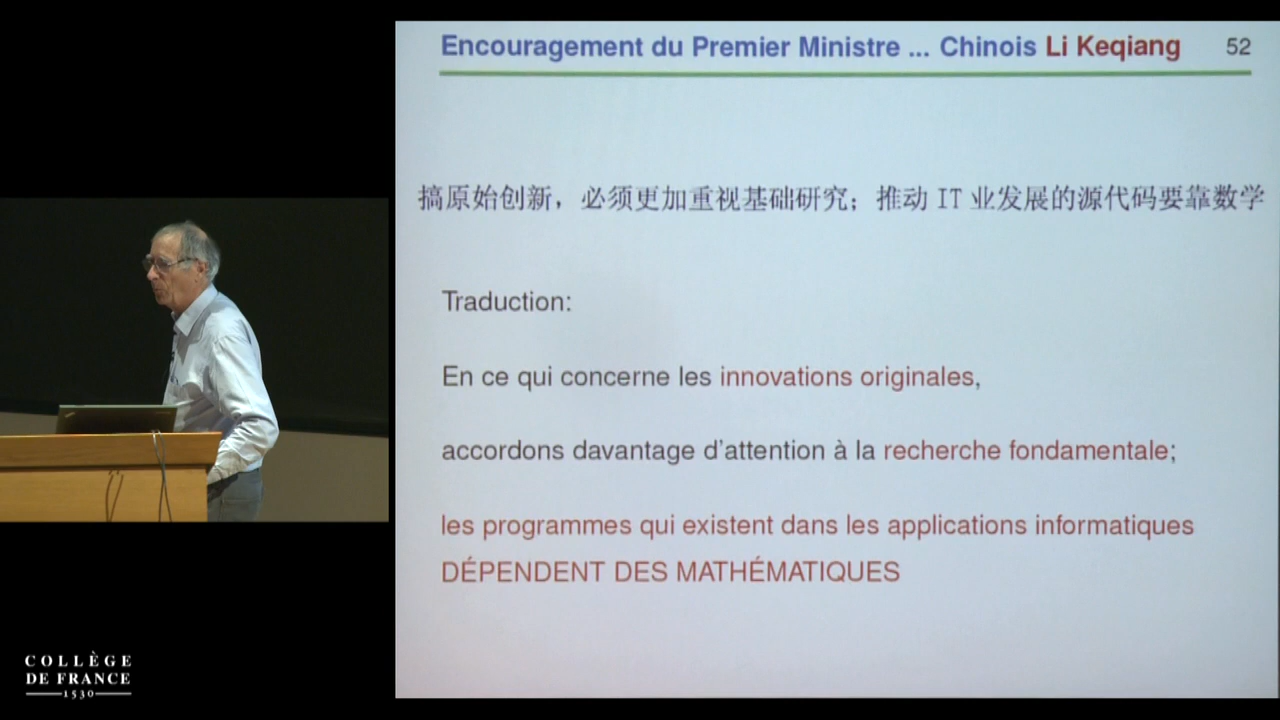 Encouragement du Premier Ministre ... Chinois Li Keqiang 52
搞原始创新，必须更加重视基础研究；推动 IT 业发展的源代码要靠数学
Traduction:
En ce qui concerne les innovations originales,
accordons davantage d'attention à la recherche fondamentale;
les programmes qui existent dans les applications informatiques
DÉPENDENT DES MATHÉMATIQUES
COLLÈGE
DE FRANCE
1530